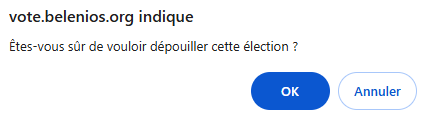 vote.belenios.org indique
Êtes-vous sûr de vouloir dépouiller cette élection ?
OK
Annuler